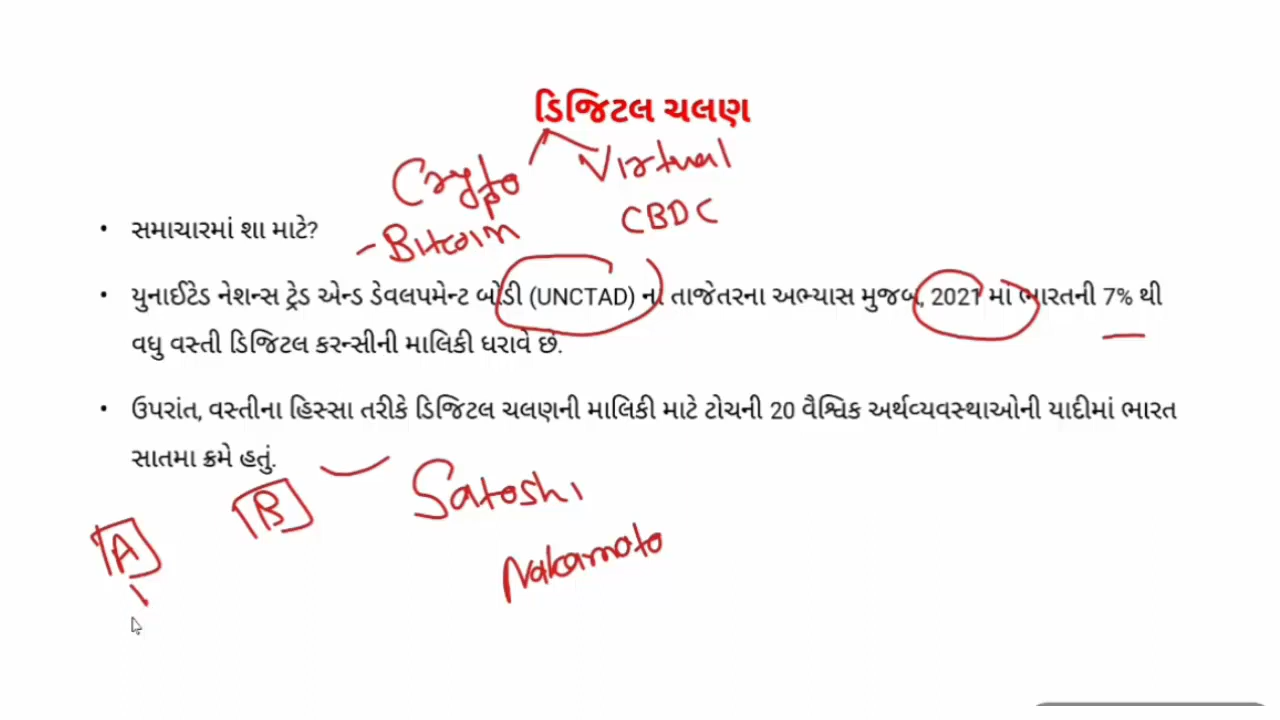 ડિજિટલ ચલણ
Crypto Virtual
- Bitcoin CBDC
• સમાચારમાં શા માટે?
• યુનાઈટેડ નેશન્સ ટ્રેડ એન્ડ ડેવલપમેન્ટ બોડી (UNCTAD) ના તાજેતરના અભ્યાસ મુજબ, 2021 માં ભારતની 7% થી
વધુ વસ્તી ડિજિટલ કરન્સીની માલિકી ધરાવે છે.
• ઉપરાંત, વસ્તીના હિસ્સા તરીકે ડિજિટલ ચલણની માલિકી માટે ટોચની 20 વૈશ્વિક અર્થવ્યવસ્થાઓની યાદીમાં ભારત
સાતમા ક્રમે હતું.
A B Satoshi
Nakamoto